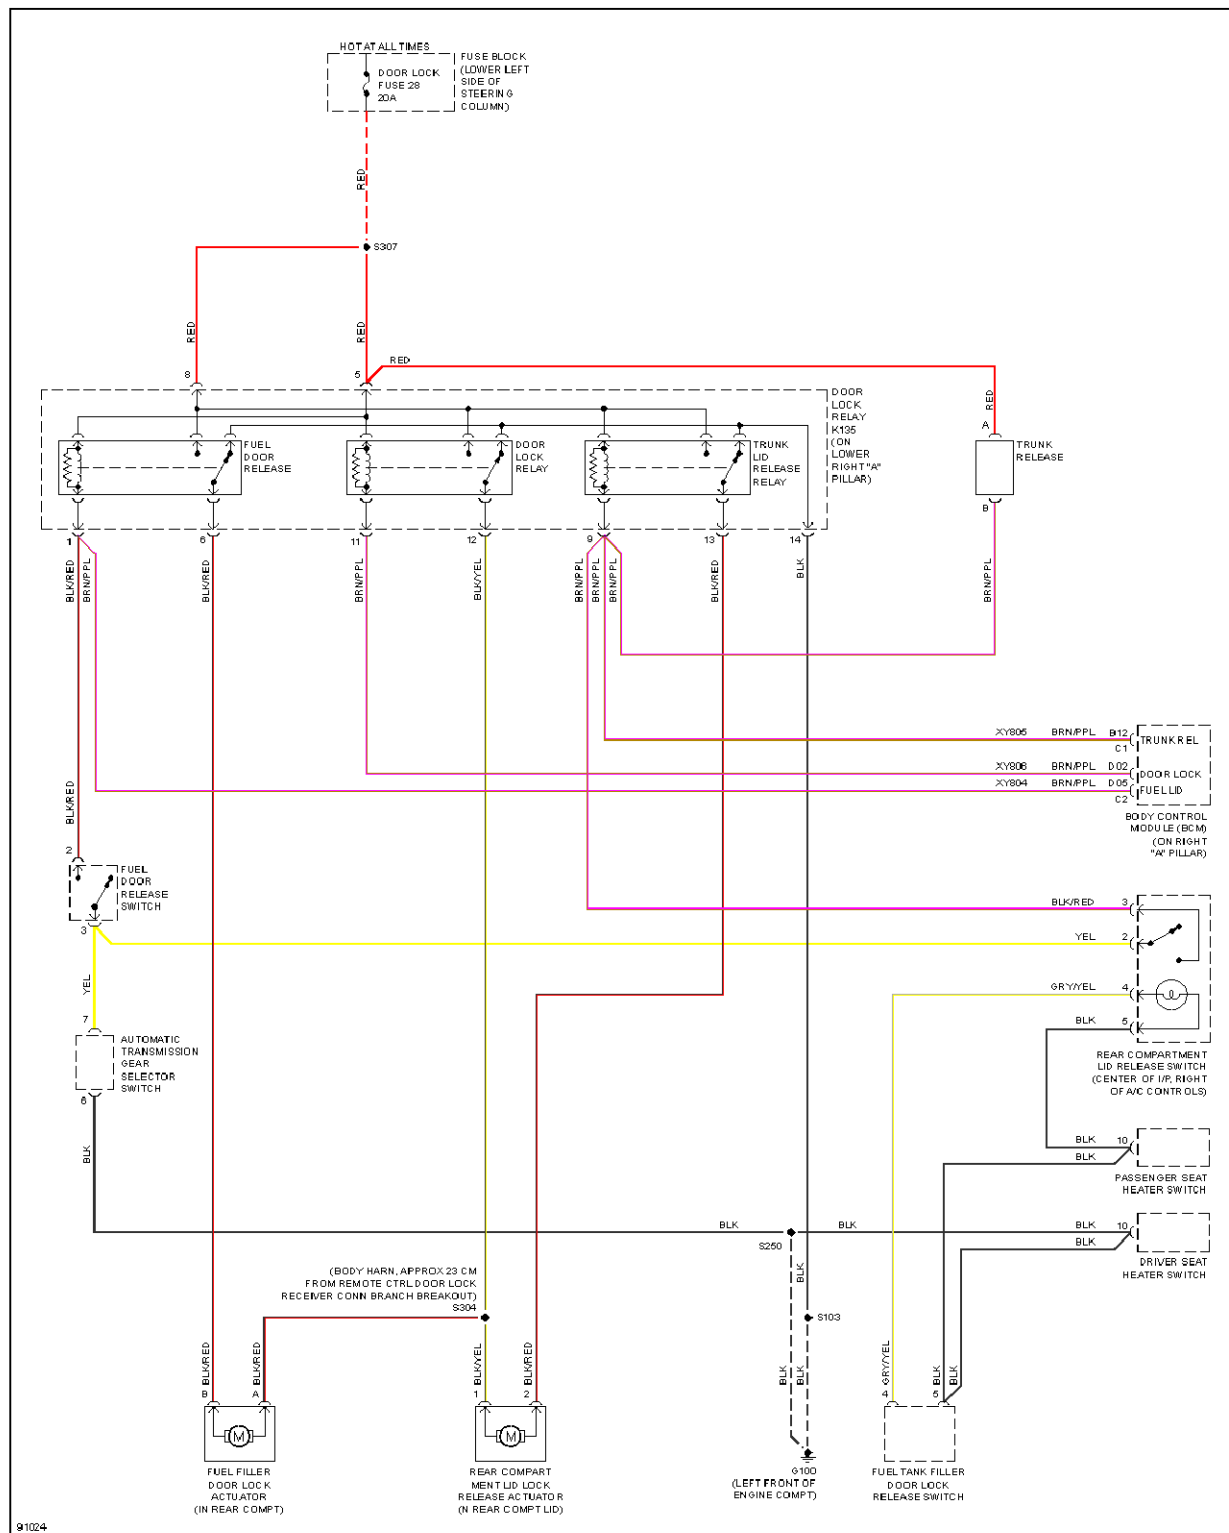 HOT AT ALL TIMES
DOOR LOCK
FUSE 28
20A
FUSE BLOCK
(LOWER LEFT
SIDE OF
STEERING
COLUMN)
RED
S307
RED
RED
RED
RED
8
5
A
DOOR
LOCK
RELAY
K135
(ON
LOWER
RIGHT "A"
PILLAR)
FUEL
DOOR
RELEASE
DOOR
LOCK
RELAY
TRUNK
LID
RELEASE
RELAY
TRUNK
RELEASE
B
1
6
11
12
9
13
14
BLK/RED
BRN/PPL
BLK/RED
BRN/PPL
BLK/YEL
BRN/PPL
BRN/PPL
BRN/PPL
BLK/RED
BLK
BRN/PPL
XY805 BRN/PPL B12
C1
TRUNK REL
XY806 BRN/PPL D02
DOOR LOCK
XY804 BRN/PPL D05
C2
FUEL LID
BODY CONTROL
MODULE (BCM)
(ON RIGHT
"A" PILLAR)
BLK/RED
2
FUEL
DOOR
RELEASE
SWITCH
3
BLK/RED 3
YEL 2
GRY/YEL 4
BLK 5
REAR COMPARTMENT
LID RELEASE SWITCH
(CENTER OF I/P, RIGHT
OF A/C CONTROLS)
YEL
7
AUTOMATIC
TRANSMISSION
GEAR
SELECTOR
SWITCH
6
BLK
BLK 10
BLK
PASSENGER SEAT
HEATER SWITCH
BLK
S250
BLK
BLK 10
BLK
DRIVER SEAT
HEATER SWITCH
(BODY HARN, APPROX 23 CM
FROM REMOTE CTRL DOOR LOCK
RECEIVER CONN BRANCH BREAKOUT)
S304
BLK
S103
BLK/RED
BLK/RED
BLK/YEL
BLK/RED
BLK
BLK
GRY/YEL
BLK
BLK
B
A
1
2
4
5
M
M
FUEL FILLER
DOOR LOCK
ACTUATOR
(IN REAR COMPT)
REAR COMPART
MENT LID LOCK
RELEASE ACTUATOR
(N REAR COMPT LID)
G100
(LEFT FRONT OF
ENGINE COMPT)
FUEL TANK FILLER
DOOR LOCK
RELEASE SWITCH
91024